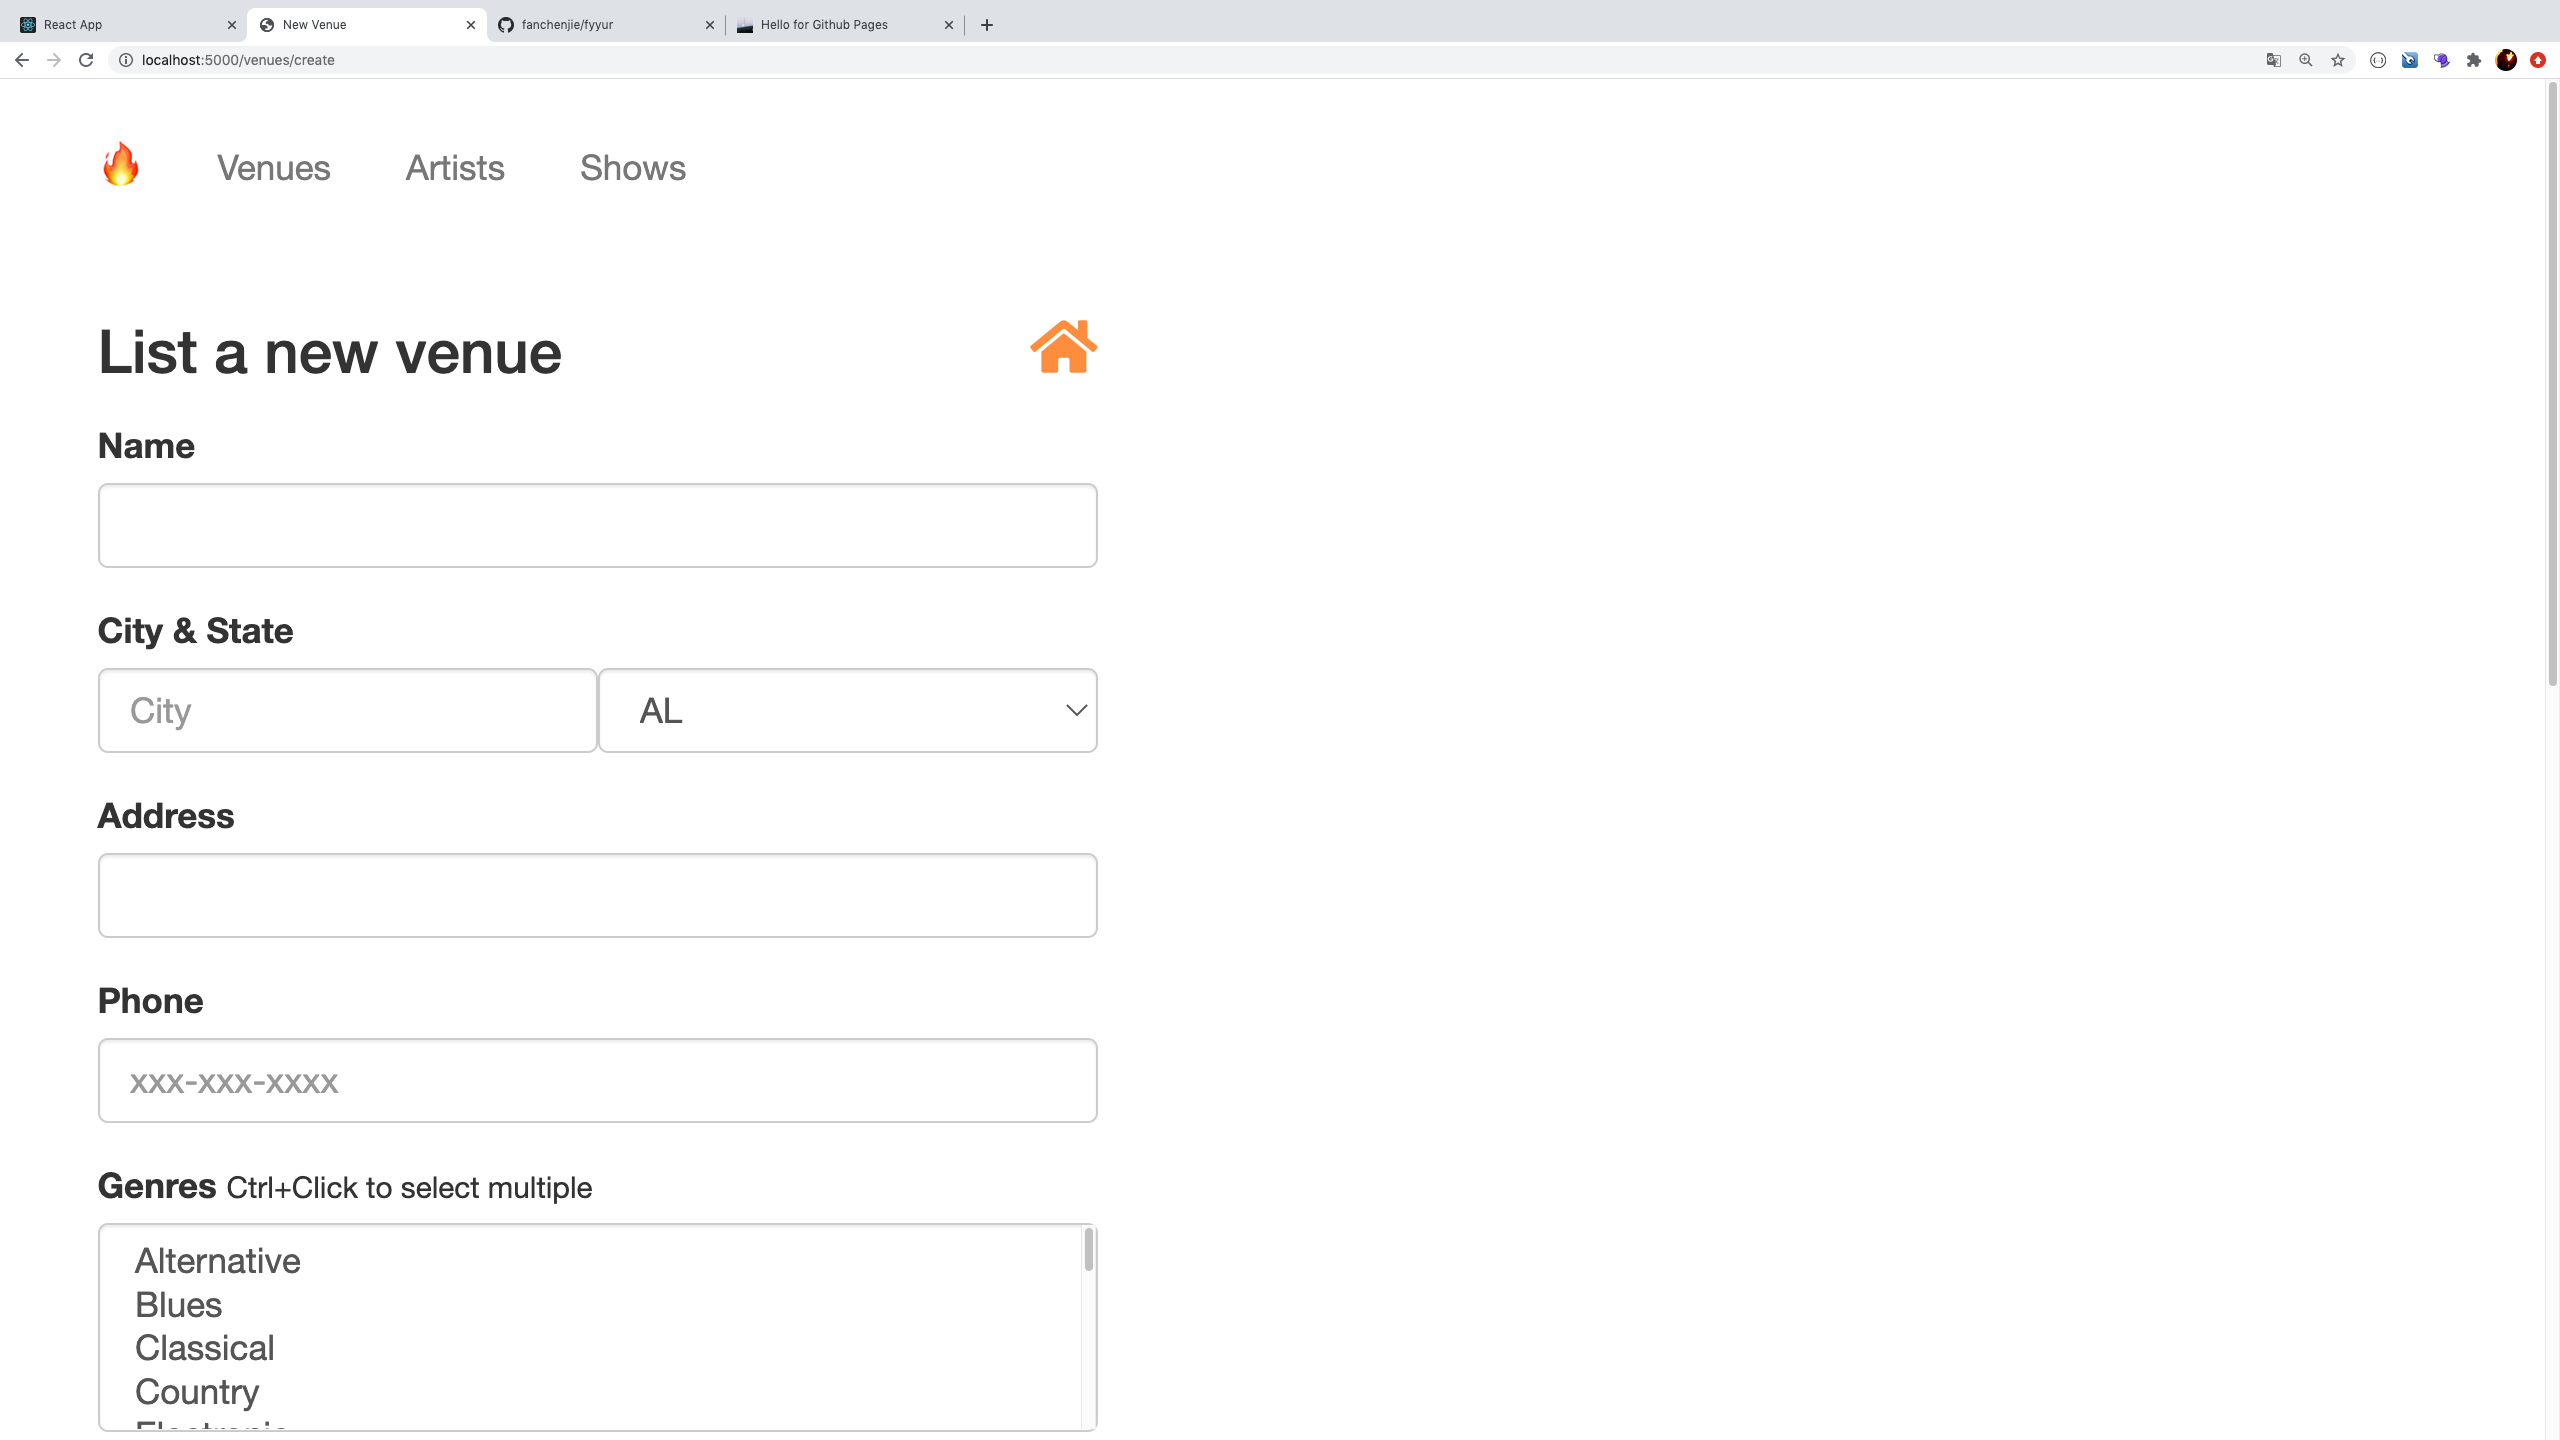 React App
New Venue
fanchenjie/fyyur
Hello for Github Pages
localhost:5000/venues/create
Venues Artists Shows
List a new venue
Name
City & State
City AL
Address
Phone
xxx-xxx-xxxx
Genres Ctrl+Click to select multiple
Alternative
Blues
Classical
Country